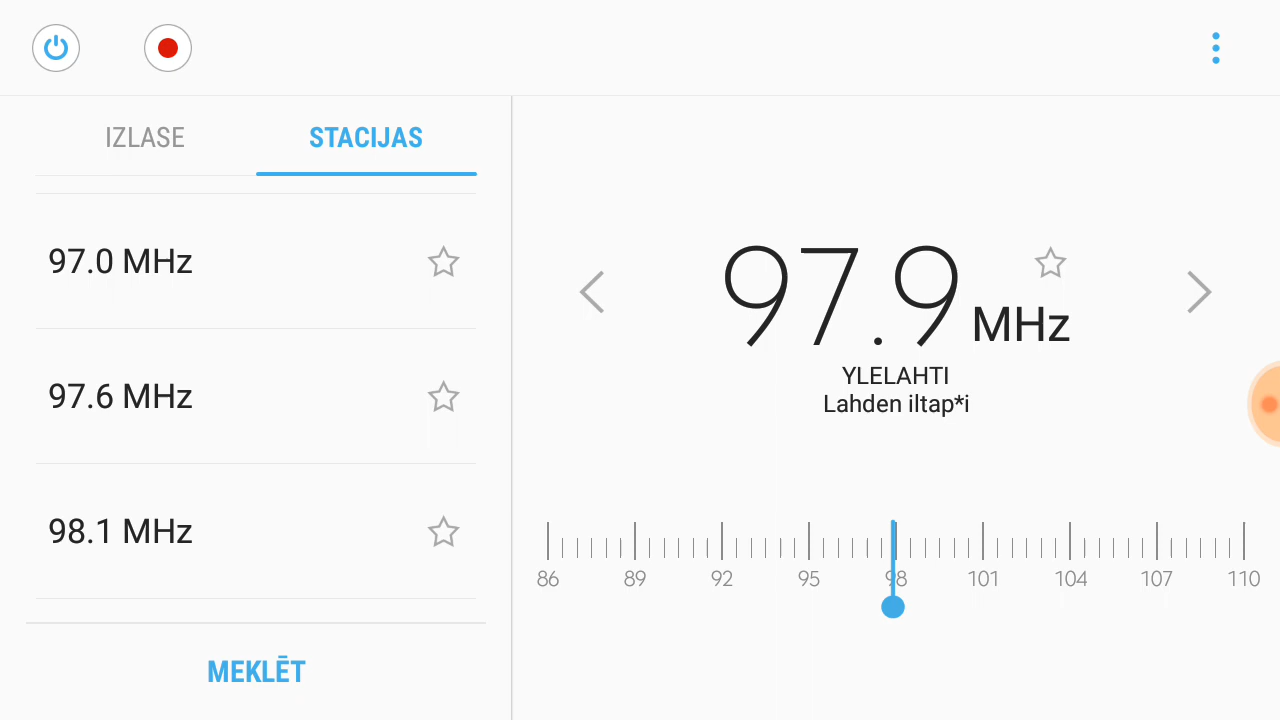 IZLASE
STACIJAS
97.0 MHz
97.6 MHz
98.1 MHz
MEKLĒT
97.9 MHz
YLELAHTI
Lahden iltap*i
86 89 92 95 98 101 104 107 110